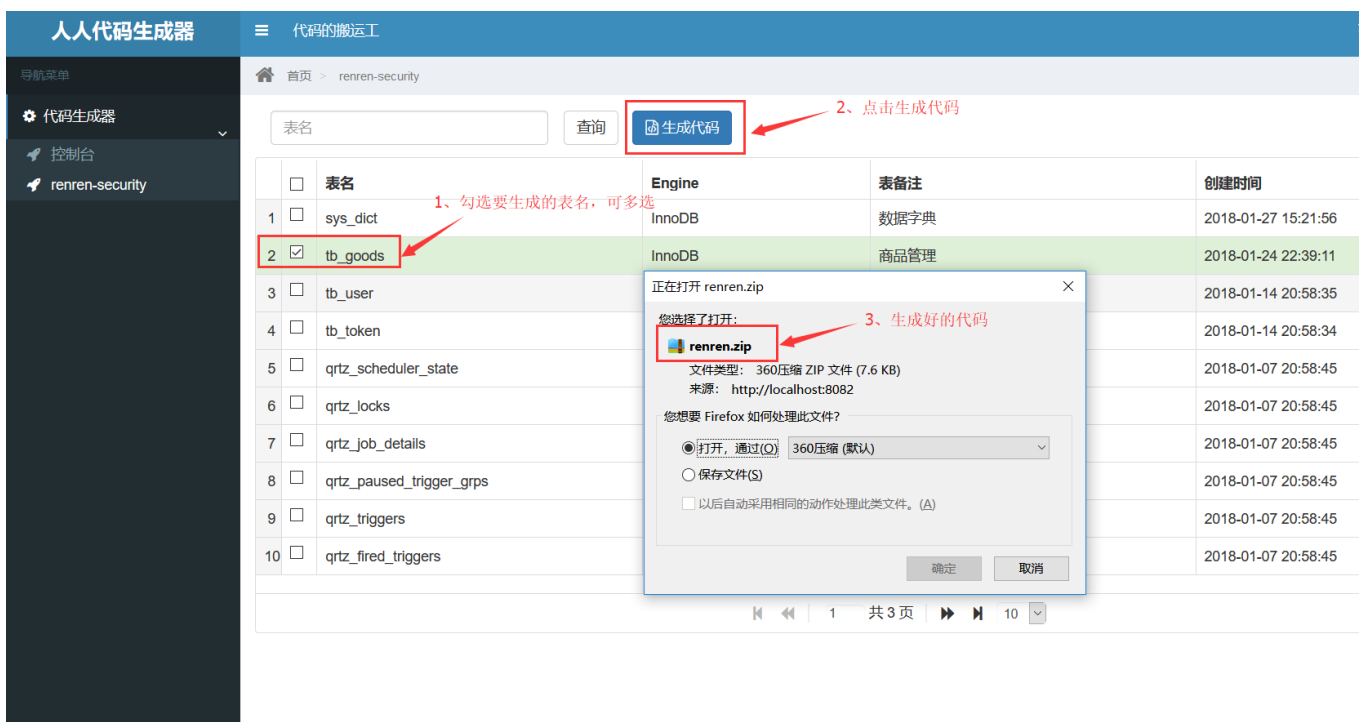 人人代码生成器
代码的搬运工
导航菜单
首页 > renren-security
代码生成器
控制台
renren-security
表名
查询
生成代码
2、点击生成代码
表名 Engine 表备注 创建时间
1、勾选要生成的表名，可多选
1 sys_dict InnoDB 数据字典 2018-01-27 15:21:56
2 tb_goods InnoDB 商品管理 2018-01-24 22:39:11
3 tb_user 2018-01-14 20:58:35
4 tb_token 2018-01-14 20:58:34
5 qrtz_scheduler_state 2018-01-07 20:58:45
6 qrtz_locks 2018-01-07 20:58:45
7 qrtz_job_details 2018-01-07 20:58:45
8 qrtz_paused_trigger_grps 2018-01-07 20:58:45
9 qrtz_triggers 2018-01-07 20:58:45
10 qrtz_fired_triggers 2018-01-07 20:58:45
正在打开 renren.zip
您选择了打开:
3、生成好的代码
renren.zip
文件类型: 360压缩 ZIP 文件 (7.6 KB)
来源: http://localhost:8082
您想要 Firefox 如何处理此文件?
打开，通过(O) 360压缩 (默认)
保存文件(S)
以后自动采用相同的动作处理此类文件。(A)
确定 取消
1 共 3 页 10